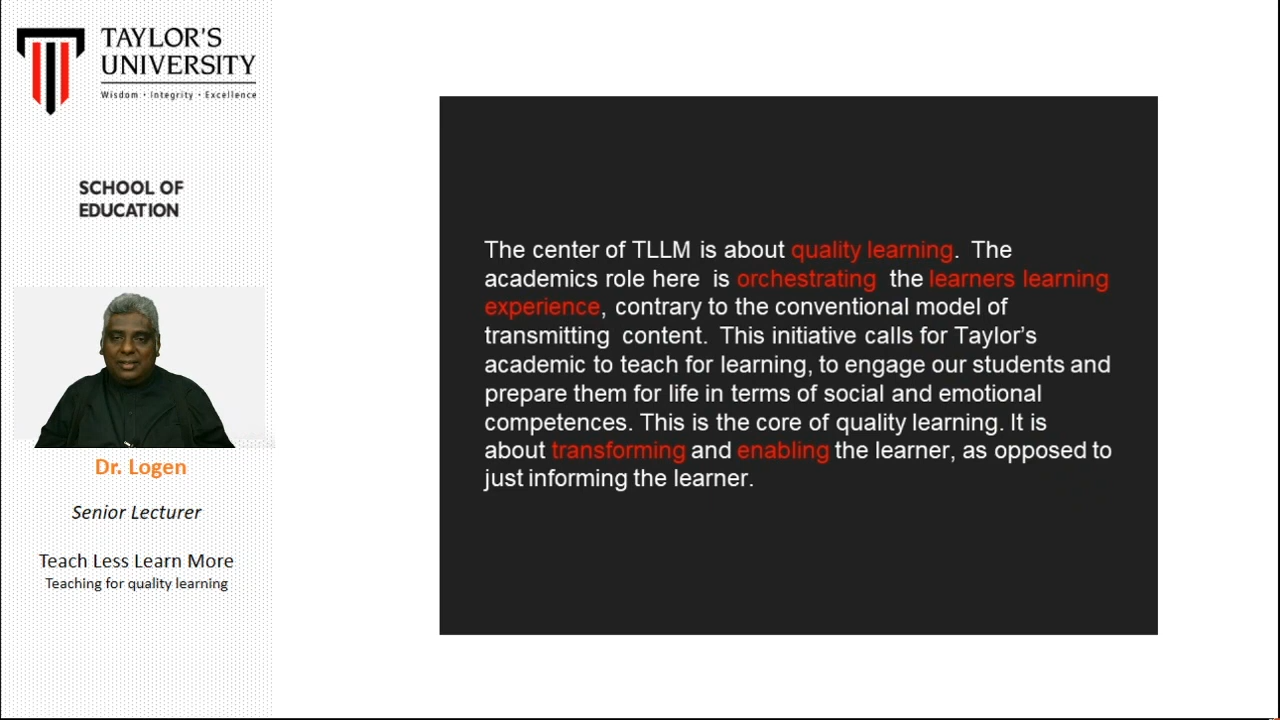 TAYLOR'S
UNIVERSITY
Wisdom • Integrity • Excellence
SCHOOL OF
EDUCATION
Dr. Logen
Senior Lecturer
Teach Less Learn More
Teaching for quality learning
The center of TLLM is about quality learning. The
academics role here is orchestrating the learners learning
experience, contrary to the conventional model of
transmitting content. This initiative calls for Taylor's
academic to teach for learning, to engage our students and
prepare them for life in terms of social and emotional
competences. This is the core of quality learning. It is
about transforming and enabling the learner, as opposed to
just informing the learner.